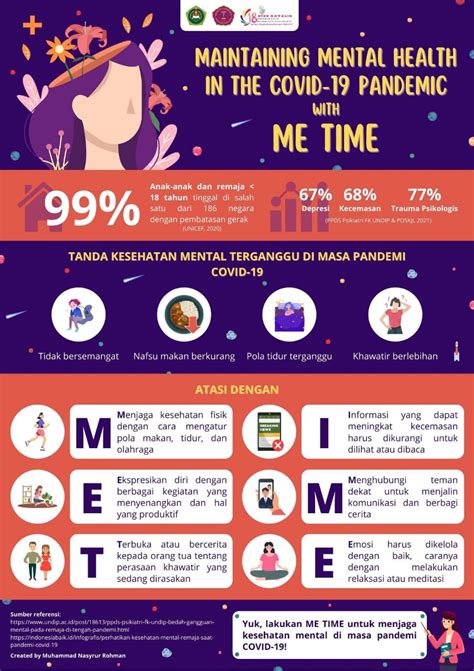 MAINTAINING MENTAL HEALTH
IN THE COVID-19 PANDEMIC
WITH
ME TIME
99%
Anak-anak dan remaja <
18 tahun tinggal di salah
satu dari 186 negara
dengan pembatasan gerak
(UNICEF, 2020)
67% 68% 77%
Depresi Kecemasan Trauma Psikologis
(PPDS Psikiatri FK UNDIP & PDSKJI, 2021)
TANDA KESEHATAN MENTAL TERGANGGU DI MASA PANDEMI
COVID-19
Tidak bersemangat
Nafsu makan berkurang
Pola tidur terganggu
Khawatir berlebihan
ATASI DENGAN
M
Menjaga kesehatan fisik
dengan cara mengatur
pola makan, tidur, dan
olahraga
BREAKING
NEWS
I
Informasi yang dapat
meningkat kecemasan
harus dikurangi untuk
dilihat atau dibaca
E
Ekspresikan diri dengan
berbagai kegiatan yang
menyenangkan dan hal
yang produktif
M
Menghubungi teman
dekat untuk menjalin
komunikasi dan berbagi
cerita
T
Terbuka atau bercerita
kepada orang tua tentang
perasaan khawatir yang
sedang dirasakan
E
Emosi harus dikelola
dengan baik, caranya
dengan melakukan
relaksasi atau meditasi
Sumber referensi:
https://www.undip.ac.id/post/18613/ppds-psikiatri-fk-undip-bedah-gangguan-
mental-pada-remaja-di-tengah-pandemi.html
https://indonesiabaik.id/infografis/perhatikan-kesehatan-mental-remaja-saat-
pandemi-covid-19
Created by Muhammad Nasyrur Rohman
Yuk, lakukan ME TIME untuk menjaga
kesehatan mental di masa pandemi
COVID-19!